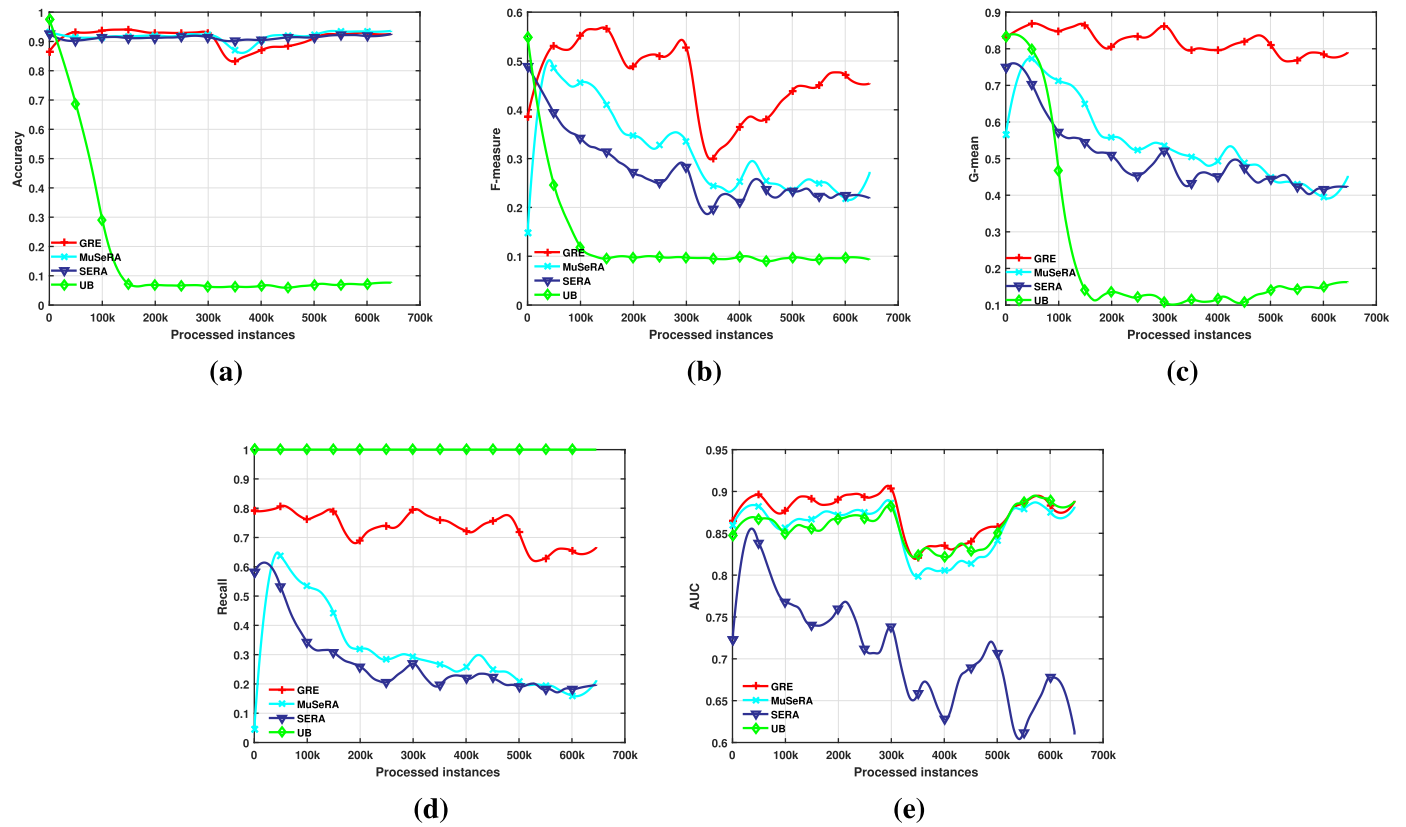 1
0.9
0.8
0.7
0.6
0.5
0.4
0.3
0.2
0.1
0
Accuracy
GRE
MuSeRA
SERA
UB
0 100k 200k 300k 400k 500k 600k 700k
Processed instances
(a)
0.6
0.5
0.4
0.3
0.2
0.1
0
F-measure
GRE
MuSeRA
SERA
UB
0 100k 200k 300k 400k 500k 600k 700k
Processed instances
(b)
0.9
0.8
0.7
0.6
0.5
0.4
0.3
0.2
0.1
G-mean
GRE
MuSeRA
SERA
UB
0 100k 200k 300k 400k 500k 600k 700k
Processed instances
(c)
1
0.9
0.8
0.7
0.6
0.5
0.4
0.3
0.2
0.1
0
Recall
GRE
MuSeRA
SERA
UB
0 100k 200k 300k 400k 500k 600k 700k
Processed instances
(d)
0.95
0.9
0.85
0.8
0.75
0.7
0.65
0.6
AUC
GRE
MuSeRA
SERA
UB
0 100k 200k 300k 400k 500k 600k 700k
Processed instances
(e)